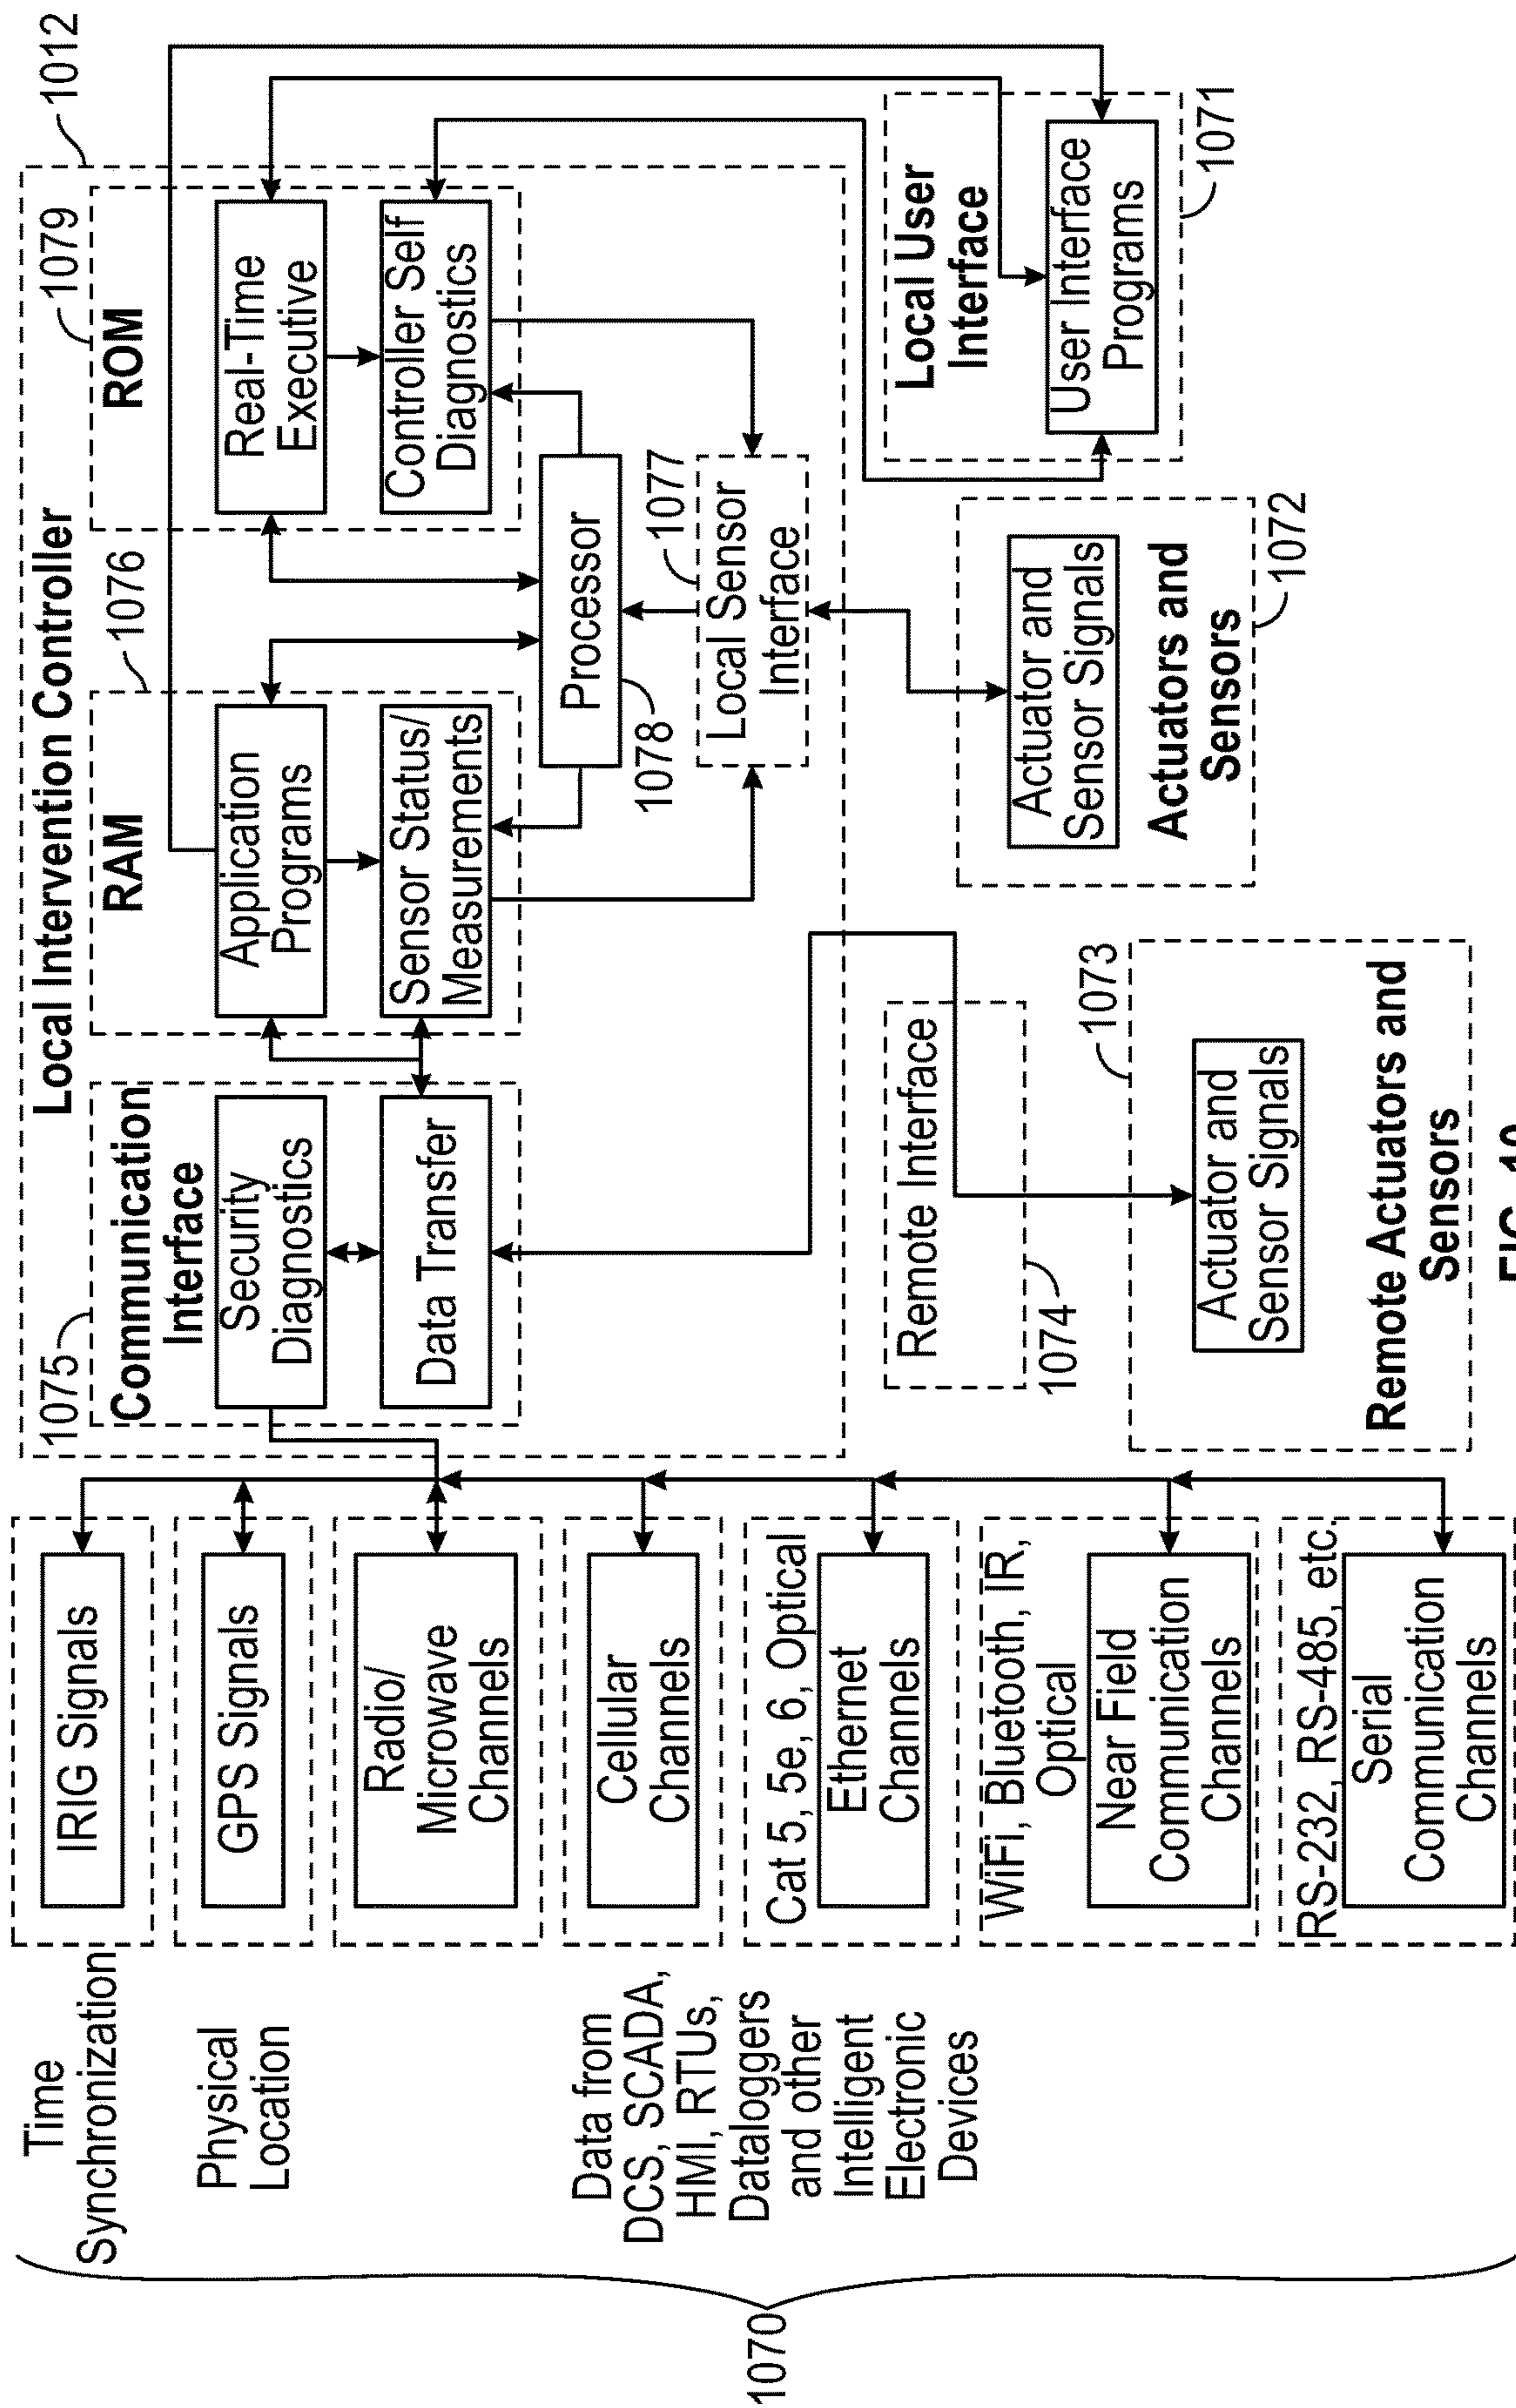 1070
Time
Synchronization
Physical
Location
Data from
DCS, SCADA,
HMI, RTUs,
Dataloggers
and other
Intelligent
Electronic
Devices
IRIG Signals
GPS Signals
Radio/
Microwave
Channels
Cellular
Channels
Cat 5, 5e, 6, Optical
Ethernet
Channels
WiFi, Bluetooth, IR,
Optical
Near Field
Communication
Channels
RS-232, RS-485, etc.
Serial
Communication
Channels
Local Intervention Controller
1012
1075
Communication
Interface
Security
Diagnostics
Data Transfer
1076
RAM
Application
Programs
Sensor Status/
Measurements
1079
ROM
Real-Time
Executive
Controller Self
Diagnostics
Processor
1078
1077
Local Sensor
Interface
Remote Interface
1074
1073
Actuator and
Sensor Signals
Remote Actuators and
Sensors
Actuator and
Sensor Signals
Actuators and
Sensors
1072
Local User
Interface
User Interface
Programs
1071